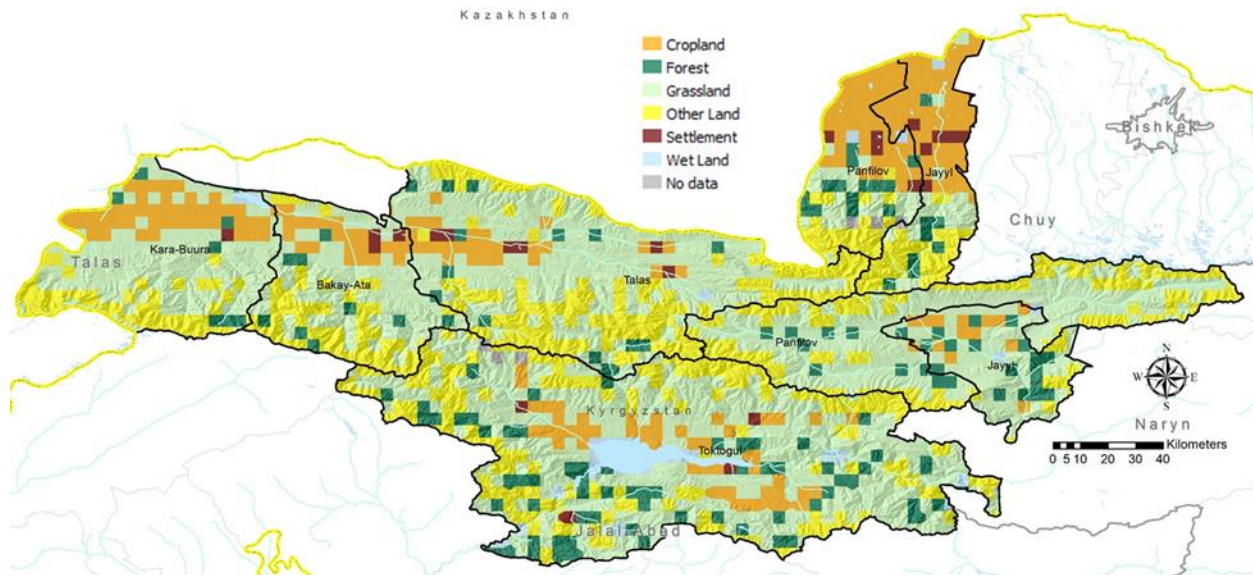 Kazakhstan
Cropland
Forest
Grassland
Other Land
Settlement
Wet Land
No data
Bishkek
Panfilov
Jayyl
Chuy
Kara-Buura
Talas
Bakay-Ata
Talas
Panfilov
Jayyl
N
W E
S
Kyrgyzstan
Naryn
Kilometers
0 5 10 20 30 40
Toktogul
Jalal-Abad